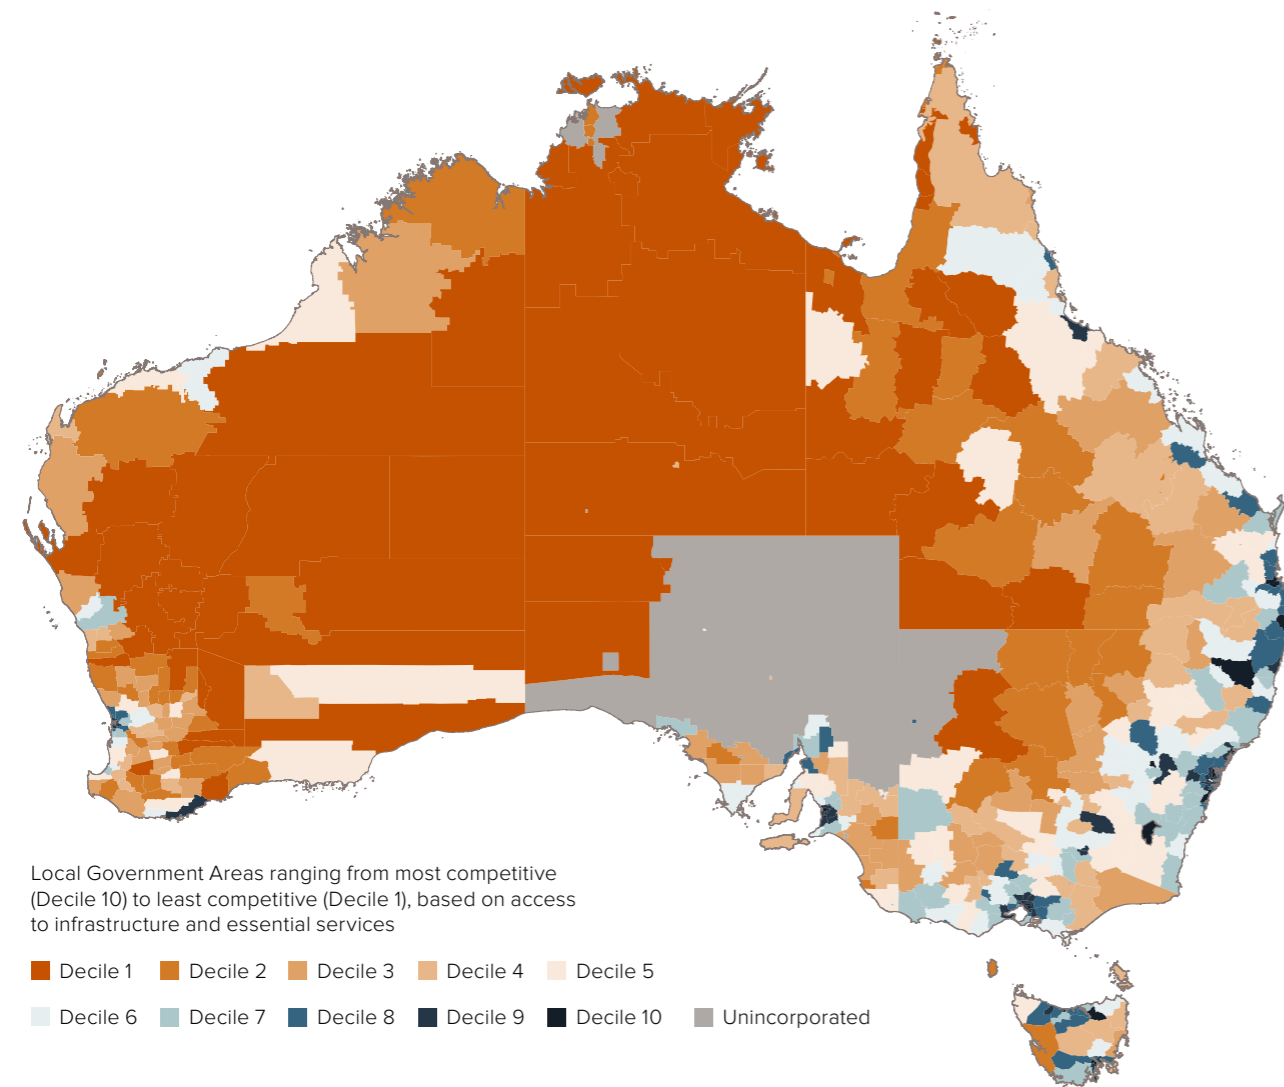 Local Government Areas ranging from most competitive
(Decile 10) to least competitive (Decile 1), based on access
to infrastructure and essential services
Decile 1 Decile 2 Decile 3 Decile 4 Decile 5
Decile 6 Decile 7 Decile 8 Decile 9 Decile 10 Unincorporated